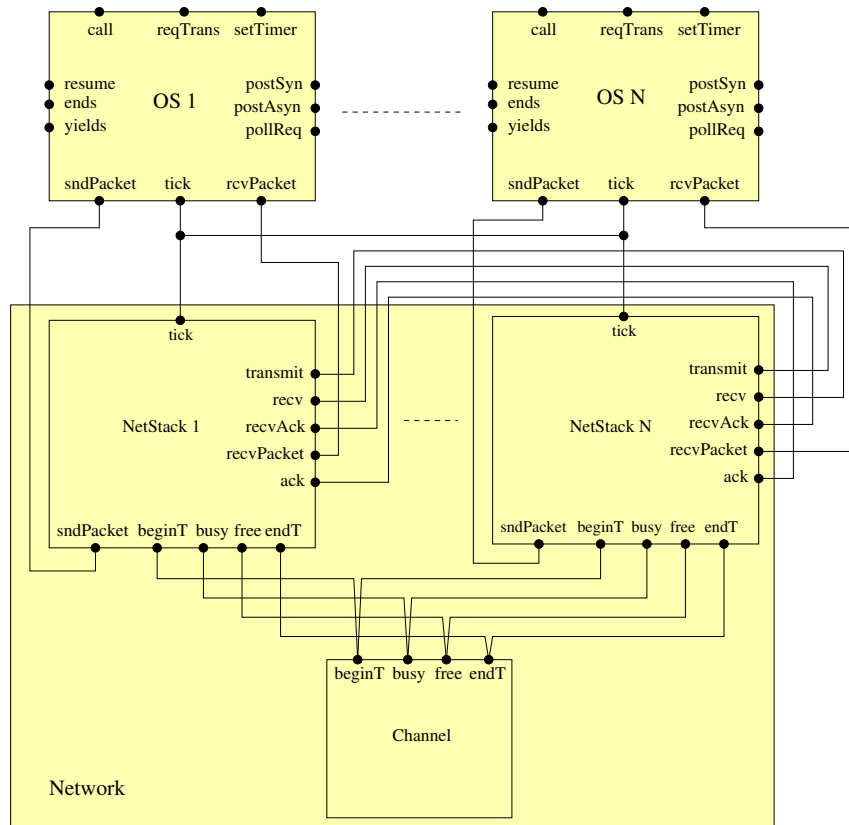 call reqTrans setTimer
resume
ends
yields
OS 1
postSyn
postAsyn
pollReq
sndPacket tick rcvPacket
call reqTrans setTimer
resume
ends
yields
OS N
postSyn
postAsyn
pollReq
sndPacket tick rcvPacket
tick
transmit
recv
NetStack 1
recvAck
recvPacket
ack
sndPacket beginT busy free endT
tick
transmit
recv
NetStack N
recvAck
recvPacket
ack
sndPacket beginT busy free endT
beginT busy free endT
Channel
Network